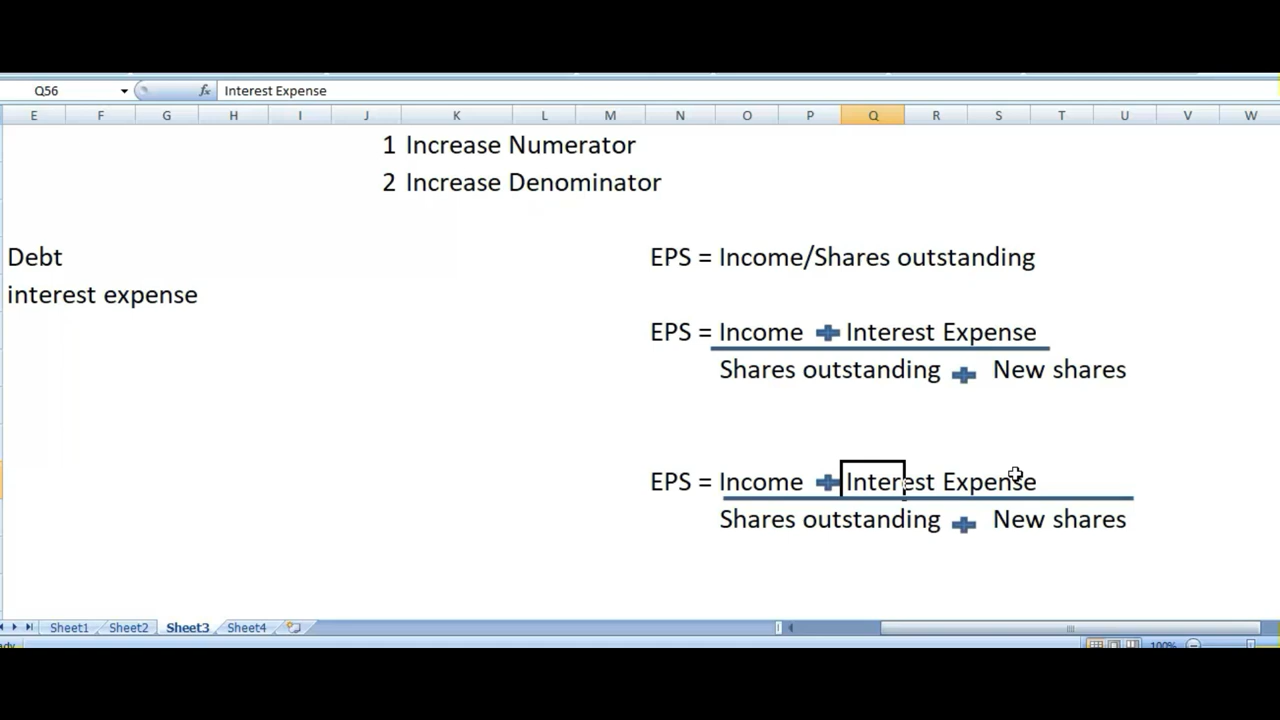 Q56 Interest Expense
E F G H I J K L M N O P Q R S T U V W
1 Increase Numerator
2 Increase Denominator
Debt EPS = Income/Shares outstanding
interest expense
EPS = Income Interest Expense
Shares outstanding New shares
EPS = Income Interest Expense
Shares outstanding New shares
Sheet1 Sheet2 Sheet3 Sheet4
100%